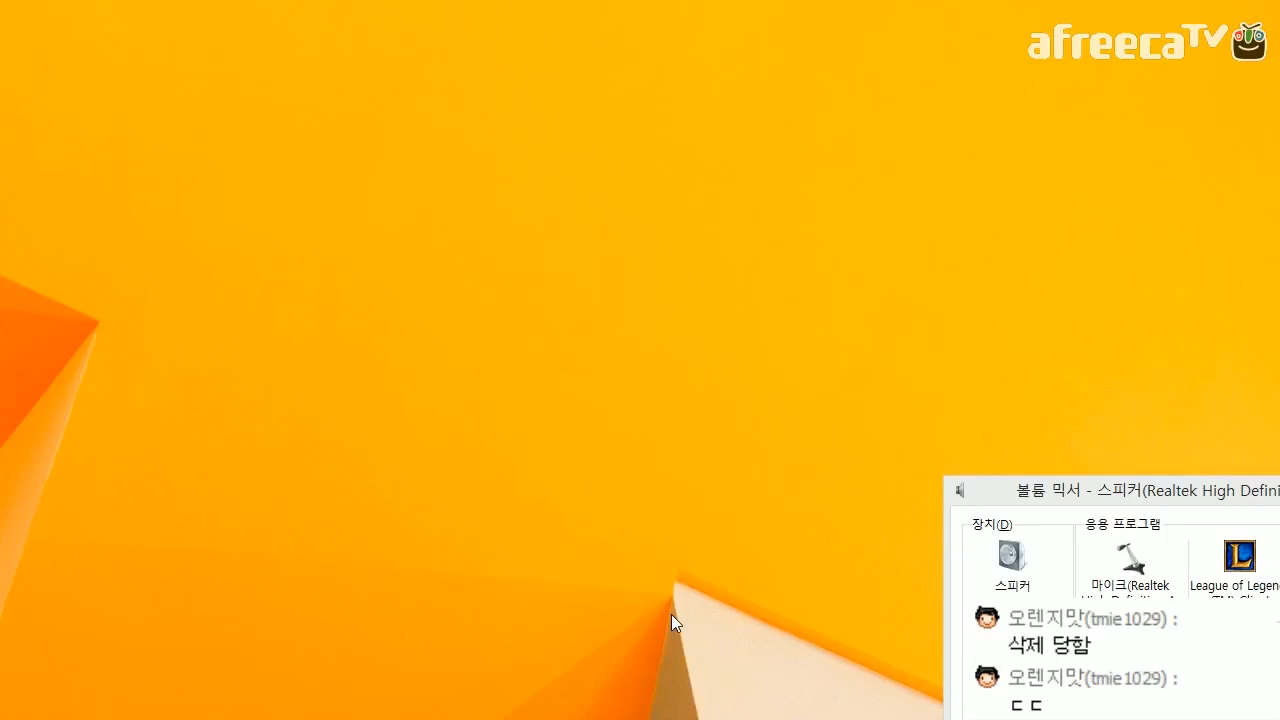 afreecaTV
볼륨 믹서 - 스피커(Realtek High Defini
장치(D)
응용 프로그램
스피커
마이크(Realtek
League of Legen
오렌지맛(tmie1029) :
삭제 당함
오렌지맛(tmie1029) :
ㄷㄷ